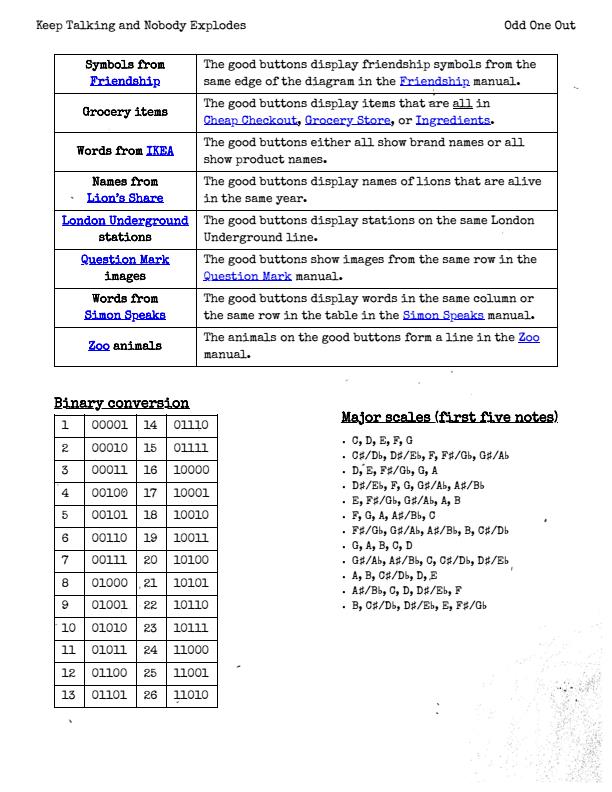 Keep Talking and Nobody Explodes
Odd One Out
Symbols from
Friendship
The good buttons display friendship symbols from the
same edge of the diagram in the Friendship manual.
Grocery items
The good buttons display items that are all in
Cheap Checkout, Grocery Store, or Ingredients.
Words from IKEA
The good buttons either all show brand names or all
show product names.
Names from
Lion's Share
The good buttons display names of lions that are alive
in the same year.
London Underground
stations
The good buttons display stations on the same London
Underground line.
Question Mark
images
The good buttons show images from the same row in the
Question Mark manual.
Words from
Simon Speaks
The good buttons display words in the same column or
the same row in the table in the Simon Speaks manual.
Zoo animals
The animals on the good buttons form a line in the Zoo
manual.
Binary conversion
1 00001 14 01110
2 00010 15 01111
3 00011 16 10000
4 00100 17 10001
5 00101 18 10010
6 00110 19 10011
7 00111 20 10100
8 01000 21 10101
9 01001 22 10110
10 01010 23 10111
11 01011 24 11000
12 01100 25 11001
13 01101 26 11010
Major scales (first five notes)
• C, D, E, F, G
• C♯/D♭, D♯/E♭, F, F♯/G♭, G♯/A♭
• D, E, F♯/G♭, G, A
• D♯/E♭, F, G, G♯/A♭, A♯/B♭
• E, F♯/G♭, G♯/A♭, A, B
• F, G, A, A♯/B♭, C
• F♯/G♭, G♯/A♭, A♯/B♭, B, C♯/D♭
• G, A, B, C, D
• G♯/A♭, A♯/B♭, C, C♯/D♭, D♯/E♭
• A, B, C♯/D♭, D, E
• A♯/B♭, C, D, D♯/E♭, F
• B, C♯/D♭, D♯/E♭, E, F♯/G♭